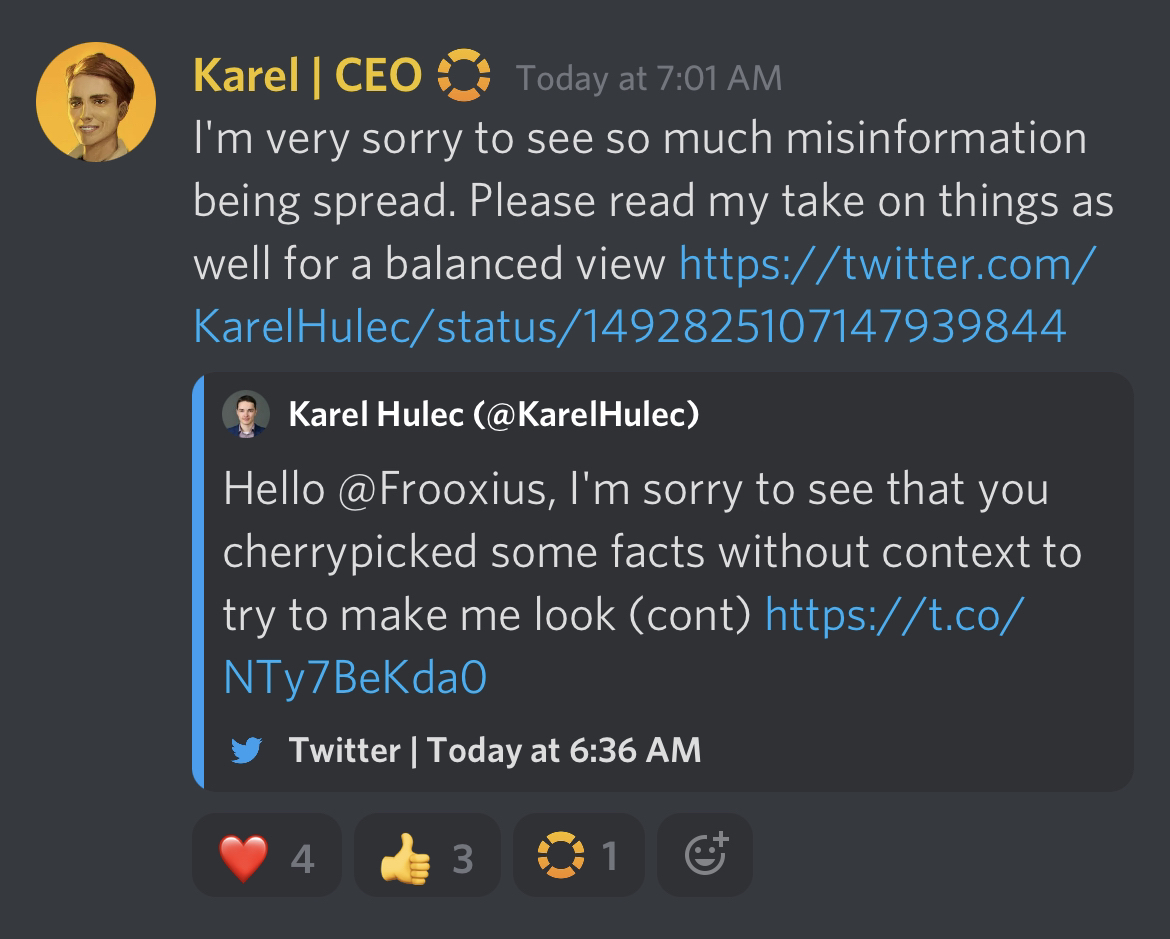 Karel | CEO Today at 7:01 AM
I'm very sorry to see so much misinformation
being spread. Please read my take on things as
well for a balanced view https://twitter.com/
KarelHulec/status/1492825107147939844
Karel Hulec (@KarelHulec)
Hello @Frooxius, I'm sorry to see that you
cherrypicked some facts without context to
try to make me look (cont) https://t.co/
NTy7BeKda0
Twitter | Today at 6:36 AM
4 3 1